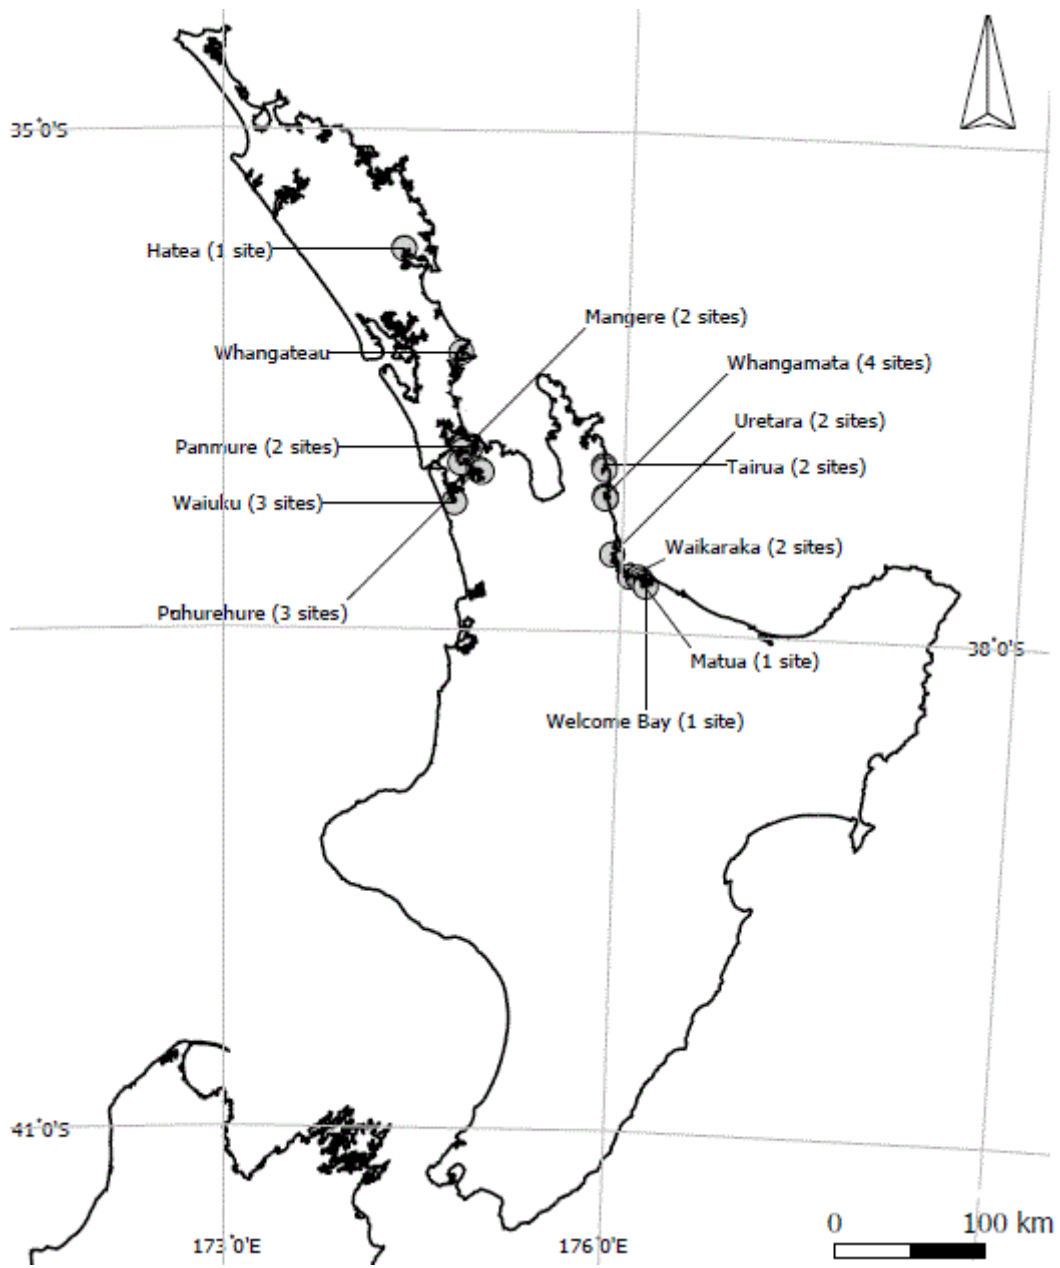 35°0'S
Hatea (1 site)
Mangere (2 sites)
Whangateau
Whangamata (4 sites)
Uretara (2 sites)
Panmure (2 sites)
Tairua (2 sites)
Waiuku (3 sites)
Waikaraka (2 sites)
Pahurehure (3 sites)
38°0'S
Matua (1 site)
Welcome Bay (1 site)
41°0'S
0 100 km
173°0'E
176°0'E